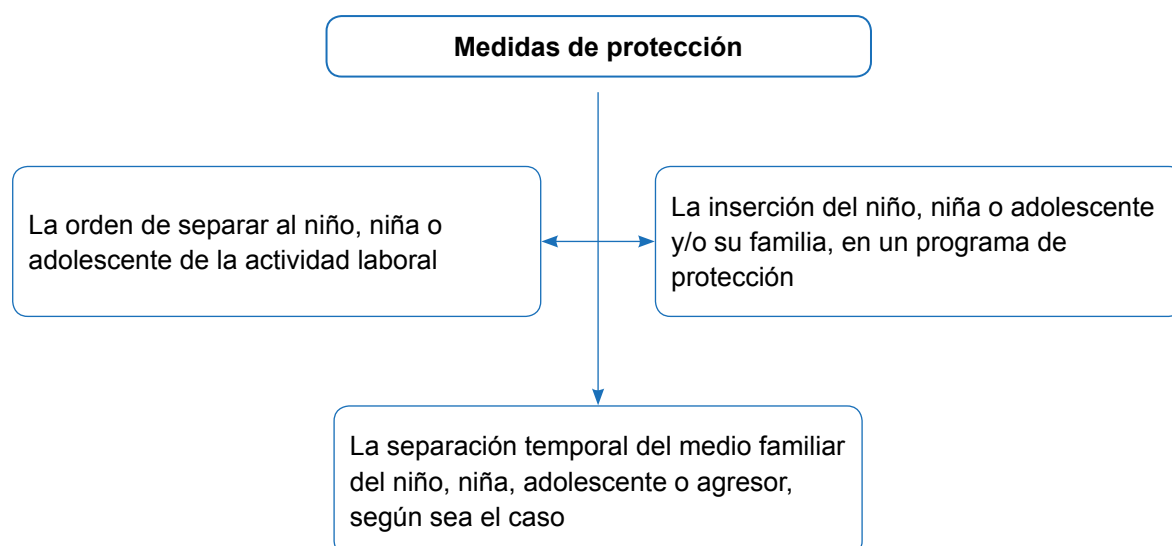 Medidas de protección
La orden de separar al niño, niña o
adolescente de la actividad laboral
La inserción del niño, niña o adolescente
y/o su familia, en un programa de
protección
La separación temporal del medio familiar
del niño, niña, adolescente o agresor,
según sea el caso